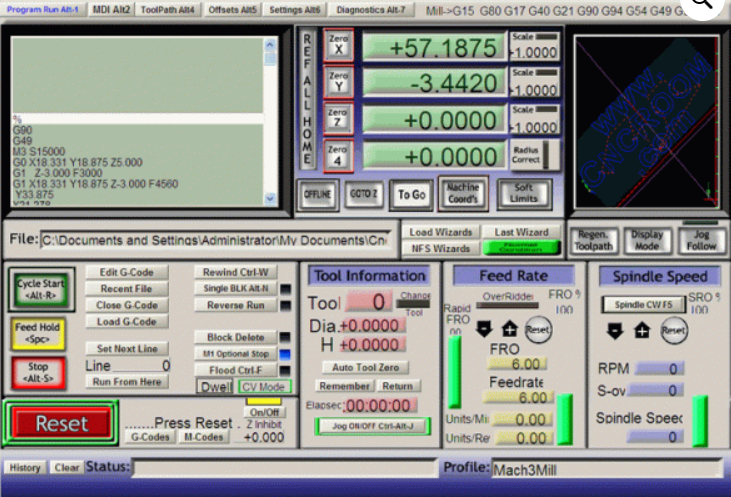 Program Run Alt-1 MDI Alt2 ToolPath Alt4 Offsets Alt5 Settings Alt6 Diagnostics Alt-7 Mill->G15 G80 G17 G40 G21 G90 G94 G54 G49
REF ALL HOME
Zero X +57.1875 Scale +1.0000
Zero Y -3.4420 Scale +1.0000
Zero Z +0.0000 Scale +1.0000
Zero 4 +0.0000 Radius Correct
OFFLINE GOTO Z To Go Machine Coord's Soft Limits
%
G90
G49
M3 S15000
G0 X18.331 Y18.875 Z5.000
G1 Z-3.000 F3000
G1 X18.331 Y18.875 Z-3.000 F4560
Y33.875
File: C:\Documents and Settings\Administrator\My Documents\Cn
Load Wizards Last Wizard
NFS Wizards Normal Condition
Regen. Toolpath Display Mode Jog Follow
Cycle Start <Alt-R>
Feed Hold <Spc>
Stop <Alt-S>
Edit G-Code
Recent File
Close G-Code
Load G-Code
Set Next Line
Line 0
Run From Here
Rewind Ctrl-W
Single BLK Alt-N
Reverse Run
Block Delete
M1 Optional Stop
Flood Ctrl-F
Dwell CV Mode
Reset
.......Press Reset .
G-Codes M-Codes
On/Off
Z Inhibit
+0.000
Tool Information
Tool 0 Change Tool
Dia. +0.0000
H +0.0000
Auto Tool Zero
Remember Return
Elapsec 00:00:00
Jog ON/OFF Ctrl-Alt-J
Feed Rate
OverRidden FRO %
Rapid FRO 100
Reset
FRO
6.00
Feedrate
6.00
Units/Mi 0.00
Units/Re 0.00
Spindle Speed
Spindle CW F5 SRO %
100
Reset
RPM 0
S-ov 0
Spindle Speec
0
History Clear Status: Profile: Mach3Mill